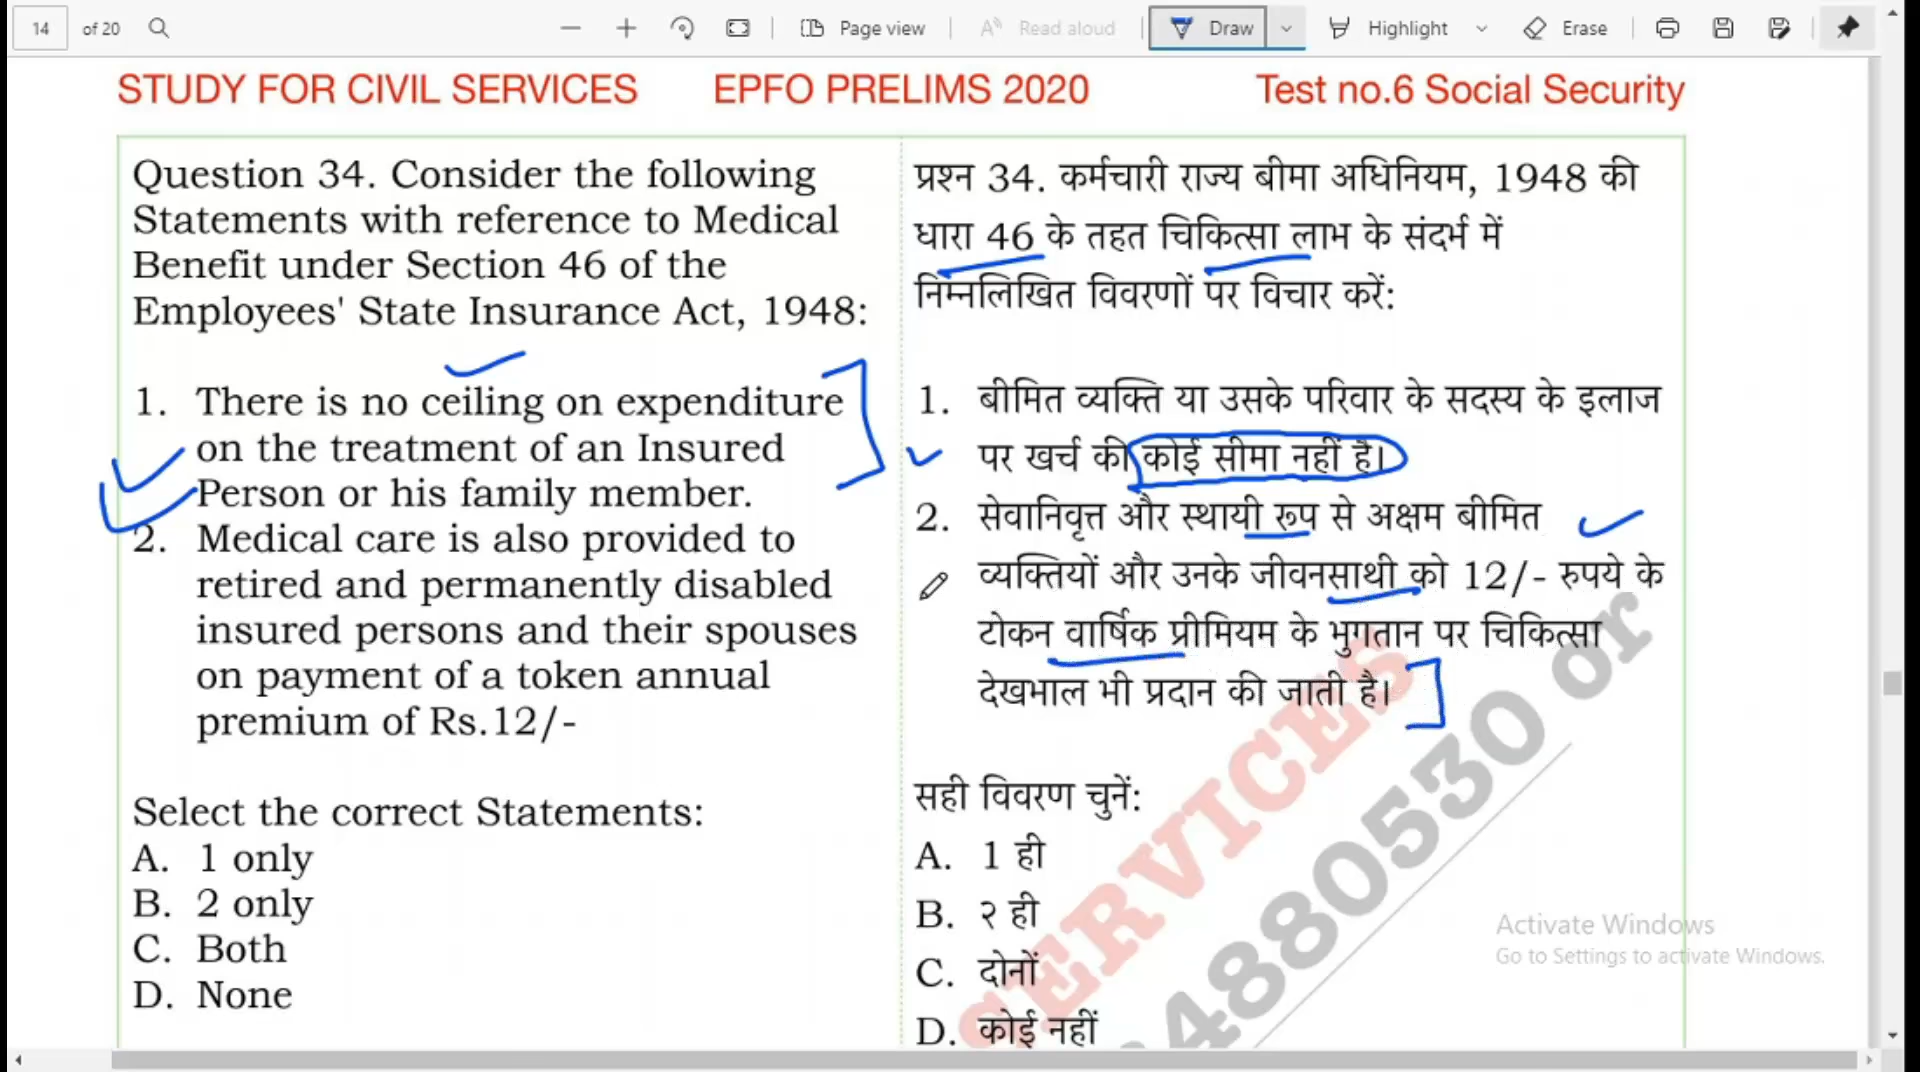 14 of 20 Page view Read aloud Draw Highlight Erase
STUDY FOR CIVIL SERVICES EPFO PRELIMS 2020 Test no.6 Social Security
Question 34. Consider the following
Statements with reference to Medical
Benefit under Section 46 of the
Employees' State Insurance Act, 1948:
1. There is no ceiling on expenditure
on the treatment of an Insured
Person or his family member.
2. Medical care is also provided to
retired and permanently disabled
insured persons and their spouses
on payment of a token annual
premium of Rs.12/-
Select the correct Statements:
A. 1 only
B. 2 only
C. Both
D. None
प्रश्न 34. कर्मचारी राज्य बीमा अधिनियम, 1948 की
धारा 46 के तहत चिकित्सा लाभ के संदर्भ में
निम्नलिखित विवरणों पर विचार करें:
1. बीमित व्यक्ति या उसके परिवार के सदस्य के इलाज
पर खर्च की कोई सीमा नहीं है।
2. सेवानिवृत्त और स्थायी रूप से अक्षम बीमित
व्यक्तियों और उनके जीवनसाथी को 12/- रुपये के
टोकन वार्षिक प्रीमियम के भुगतान पर चिकित्सा
देखभाल भी प्रदान की जाती है।
सही विवरण चुनें:
A. 1 ही
B. २ ही
C. दोनों
D. कोई नहीं
SERVICES
4880530 or
Activate Windows
Go to Settings to activate Windows.